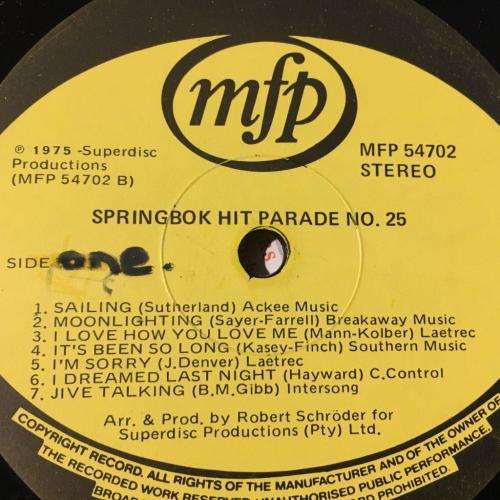 mfp
℗ 1975 -Superdisc
Productions
(MFP 54702 B)
MFP 54702
STEREO
SPRINGBOK HIT PARADE NO. 25
SIDE one.
1. SAILING (Sutherland) Ackee Music
2. MOONLIGHTING (Sayer-Farrell) Breakaway Music
3. I LOVE HOW YOU LOVE ME (Mann-Kolber) Laetrec
4. IT'S BEEN SO LONG (Kasey-Finch) Southern Music
5. I'M SORRY (J.Denver) Laetrec
6. I DREAMED LAST NIGHT (Hayward) C.Control
7. JIVE TALKING (B.M.Gibb) Intersong
Arr. & Prod. by Robert Schröder for
Superdisc Productions (Pty) Ltd.
COPYRIGHT RECORD. ALL RIGHTS OF THE MANUFACTURER AND OF THE OWNER OF
THE RECORDED WORK RESERVED. UNAUTHORISED PUBLIC PERFORMANCE,
PROHIBITED.